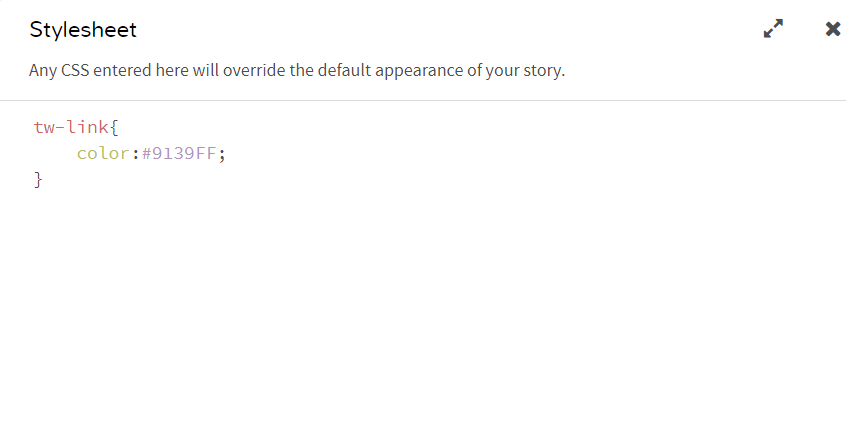 Stylesheet
Any CSS entered here will override the default appearance of your story.
tw-link{
    color:#9139FF;
}